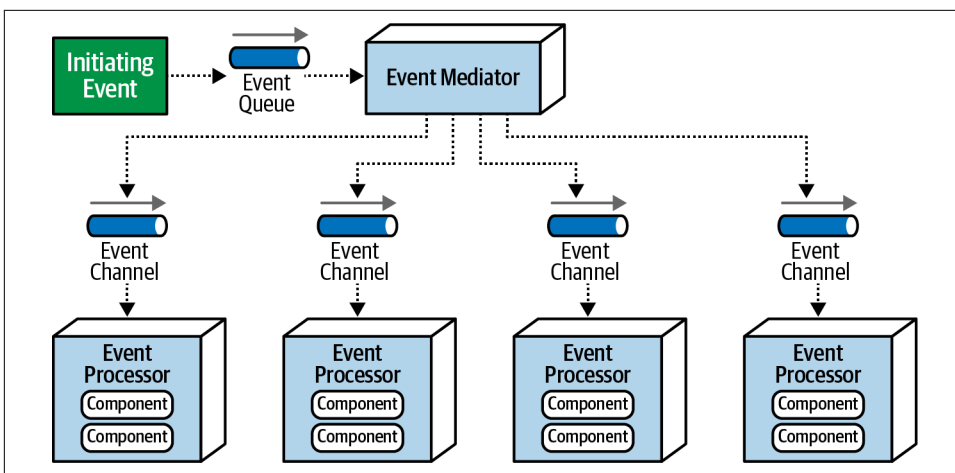 Initiating
Event
Event
Queue
Event Mediator
Event
Channel
Event
Channel
Event
Channel
Event
Channel
Event
Processor
Component
Component
Event
Processor
Component
Component
Event
Processor
Component
Component
Event
Processor
Component
Component